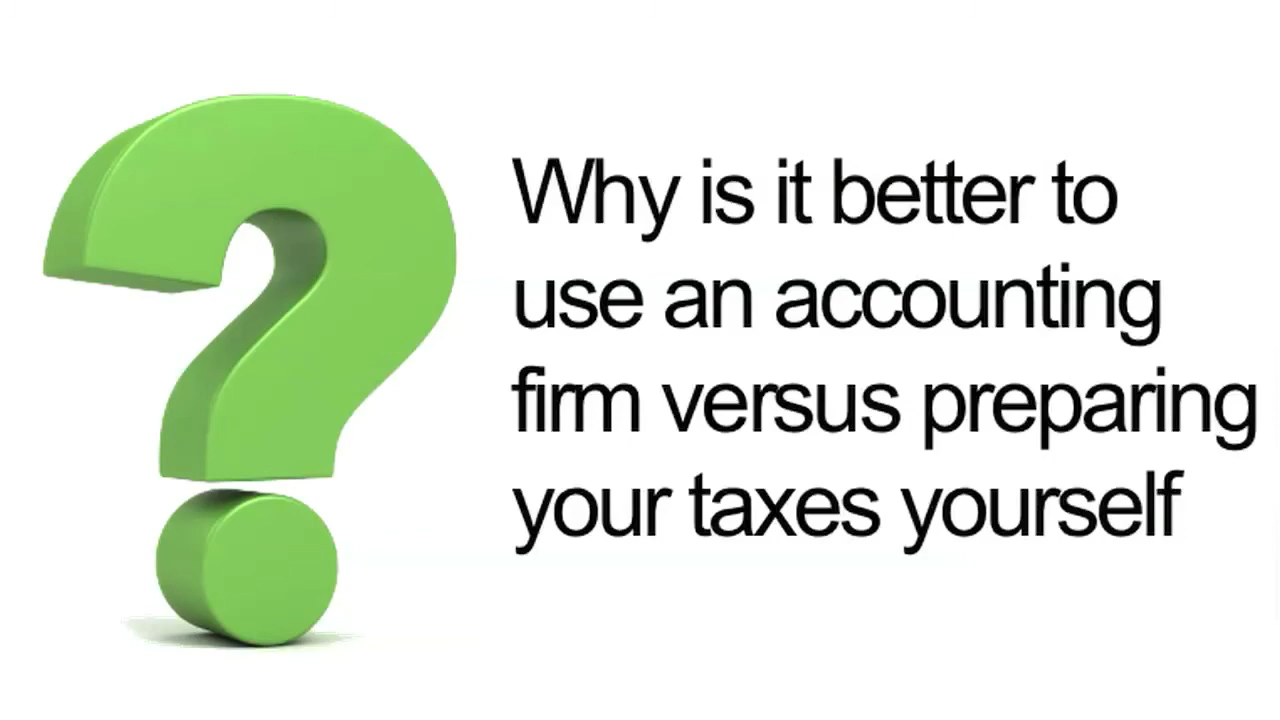 Why is it better to
use an accounting
firm versus preparing
your taxes yourself